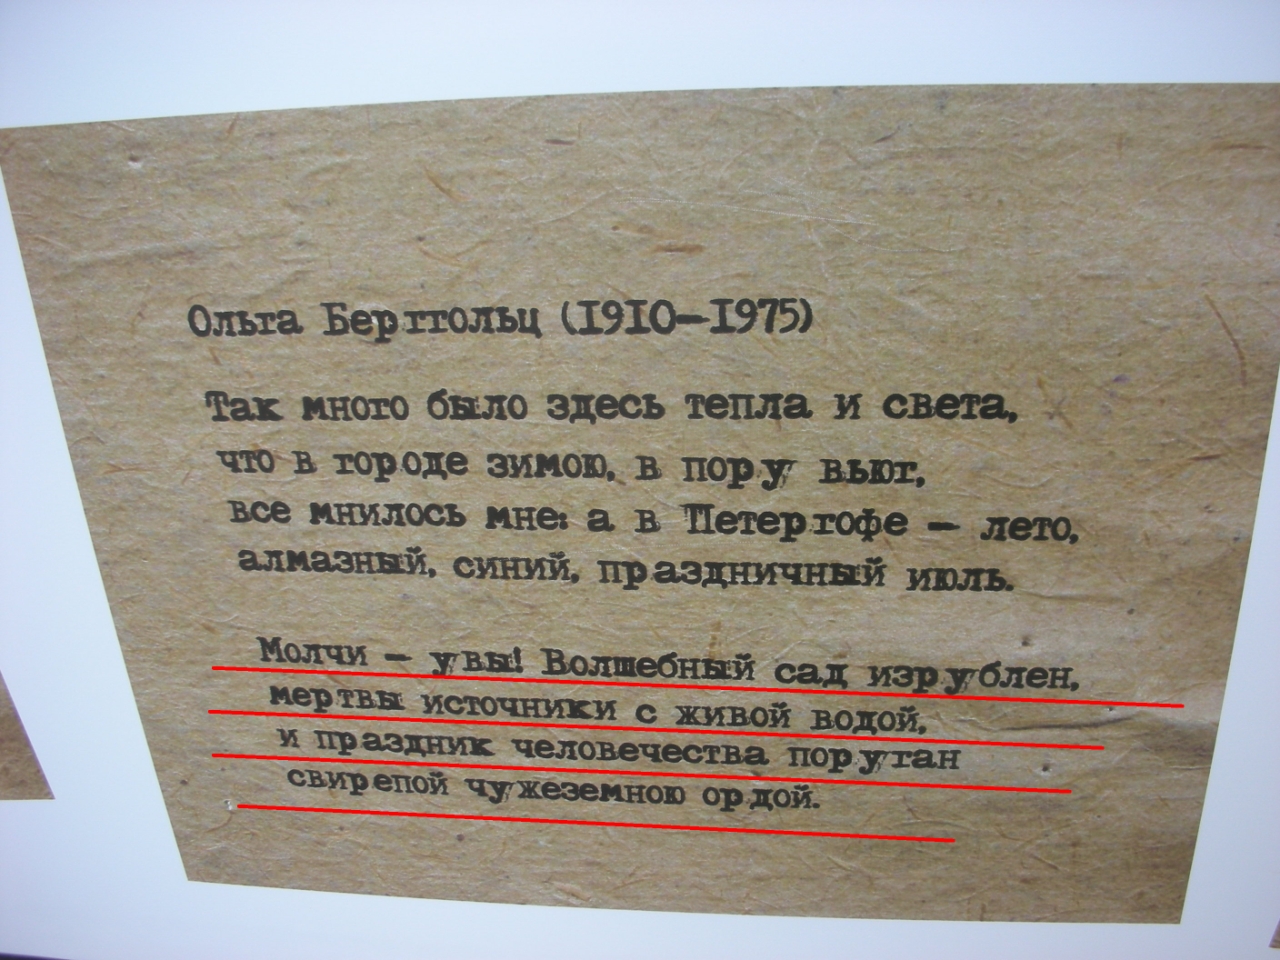 Ольга Берггольц (1910—1975)
Так много было здесь тепла и света,
что в городе зимою, в пору вьюг,
все мнилось мне: а в Петергофе — лето,
алмазный, синий, праздничный июль.
Молчи — увы! Волшебный сад изрублен,
мертвы источники с живой водой,
и праздник человечества поруган
свирепой чужеземною ордой.